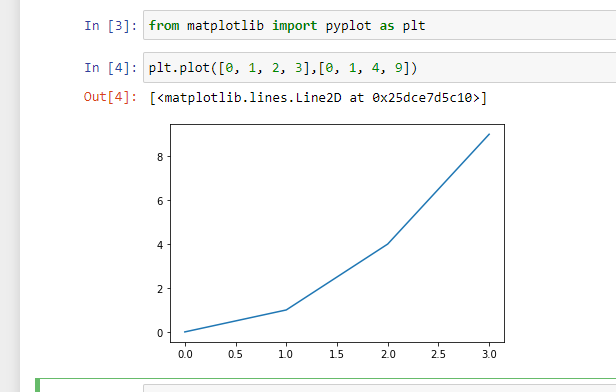 In [3]: from matplotlib import pyplot as plt
In [4]: plt.plot([0, 1, 2, 3],[0, 1, 4, 9])
Out[4]: [<matplotlib.lines.Line2D at 0x25dce7d5c10>]
8
6
4
2
0
0.0 0.5 1.0 1.5 2.0 2.5 3.0